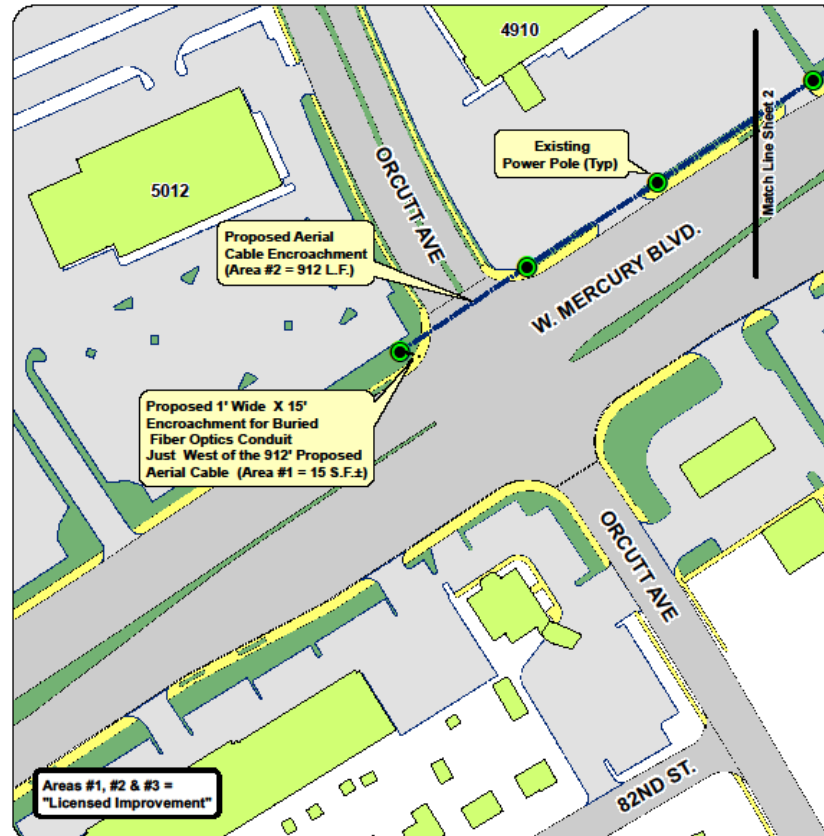 4910
Existing
Power Pole (Typ)
Match Line Sheet 2
5012
ORCUTT AVE
Proposed Aerial
Cable Encroachment
(Area #2 = 912 L.F.)
W. MERCURY BLVD.
Proposed 1' Wide X 15'
Encroachment for Buried
Fiber Optics Conduit
Just West of the 912' Proposed
Aerial Cable (Area #1 = 15 S.F.±)
ORCUTT AVE
Areas #1, #2 & #3 =
"Licensed Improvement"
82ND ST.